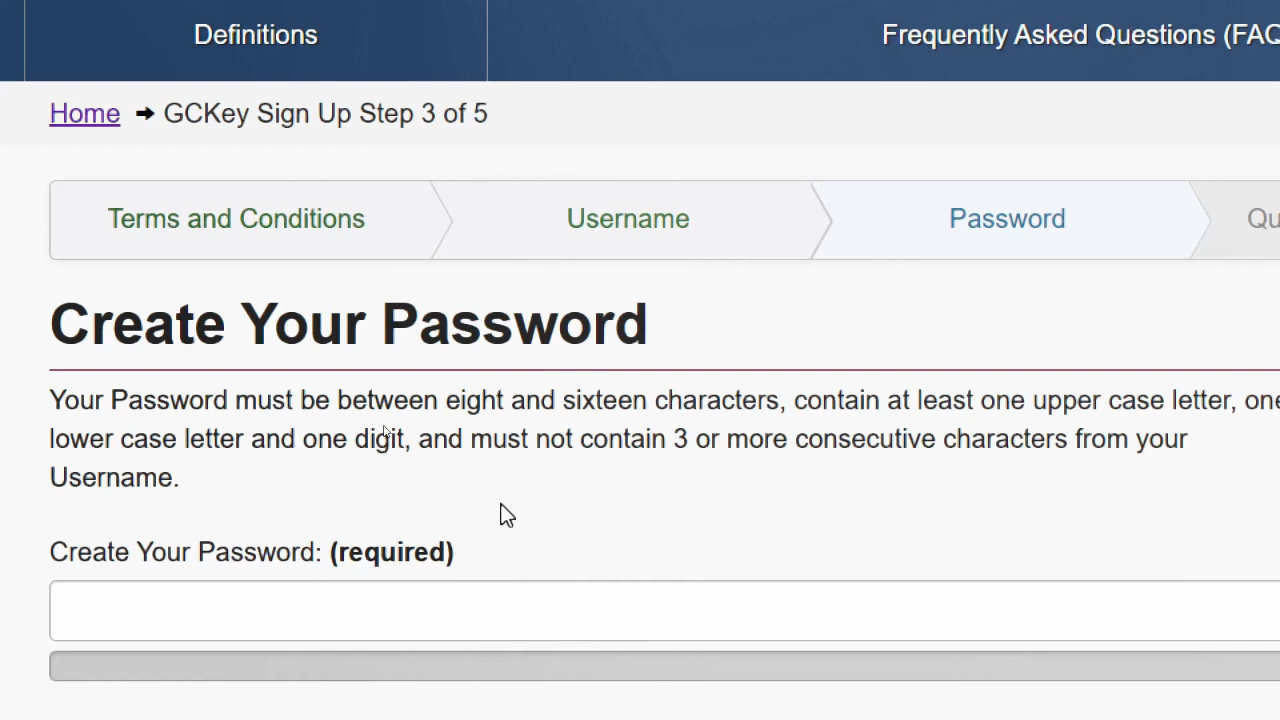 Definitions
Frequently Asked Questions (FAQ
Home ➞ GCKey Sign Up Step 3 of 5
Terms and Conditions
Username
Password
Qu
Create Your Password
Your Password must be between eight and sixteen characters, contain at least one upper case letter, one
lower case letter and one digit, and must not contain 3 or more consecutive characters from your
Username.
Create Your Password: (required)